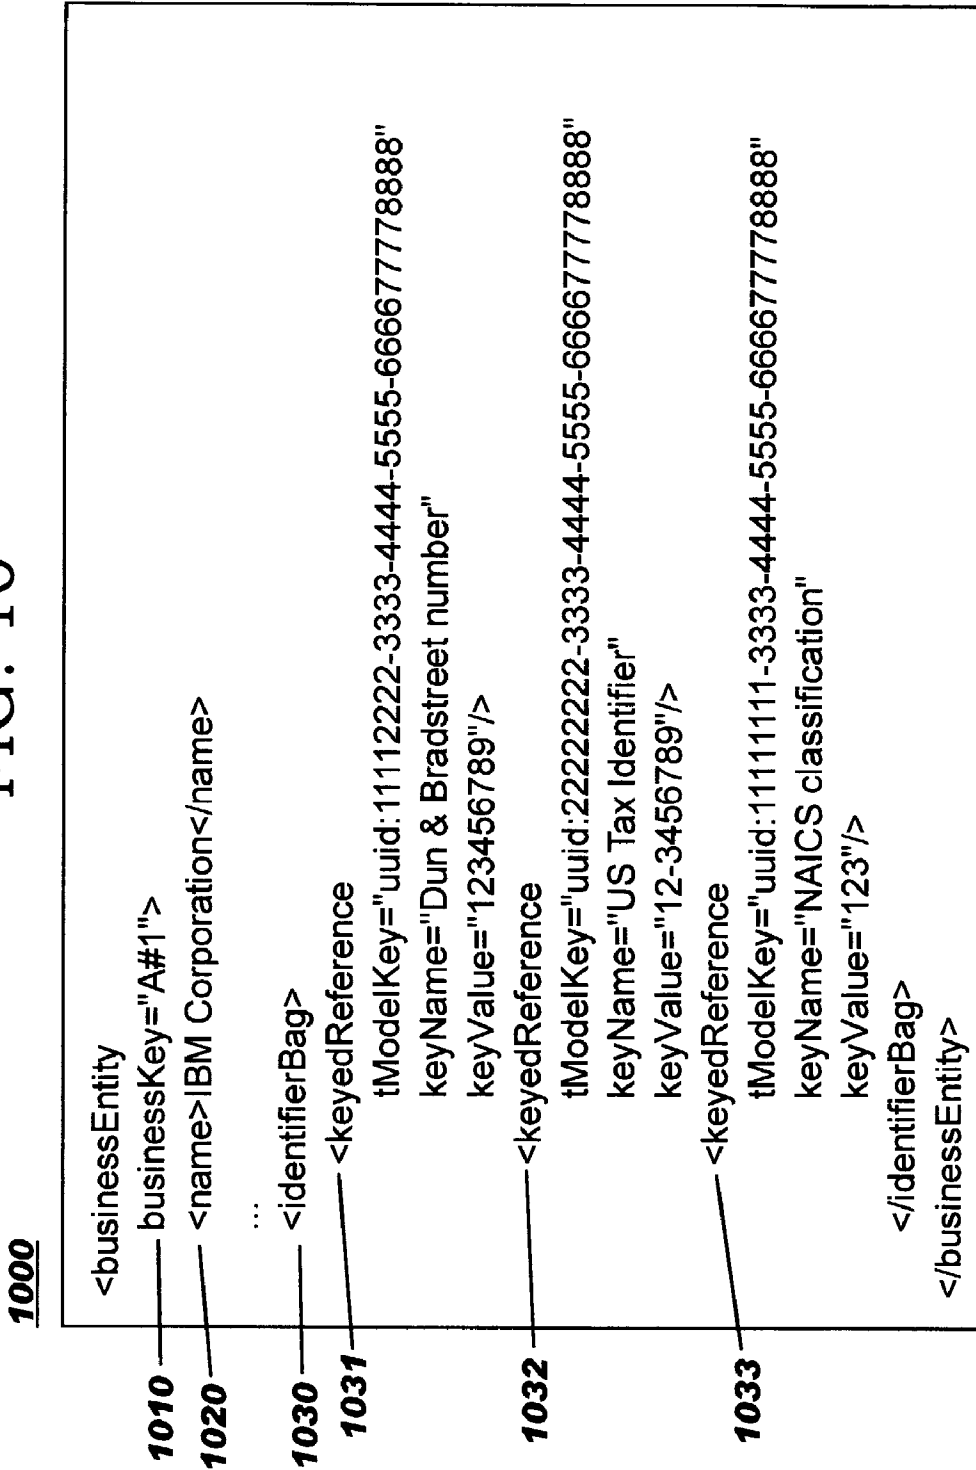 FIG. 10
1000
<businessEntity
1010 businessKey="A#1">
1020 <name>IBM Corporation</name>
...
1030 <identifierBag>
1031 <keyedReference
tModelKey="uuid:11112222-3333-4444-5555-666677778888"
keyName="Dun & Bradstreet number"
keyValue="123456789"/>
1032 <keyedReference
tModelKey="uuid:22222222-3333-4444-5555-666677778888"
keyName="US Tax Identifier"
keyValue="12-3456789"/>
1033 <keyedReference
tModelKey="uuid:11111111-3333-4444-5555-666677778888"
keyName="NAICS classification"
keyValue="123"/>
</identifierBag>
</businessEntity>